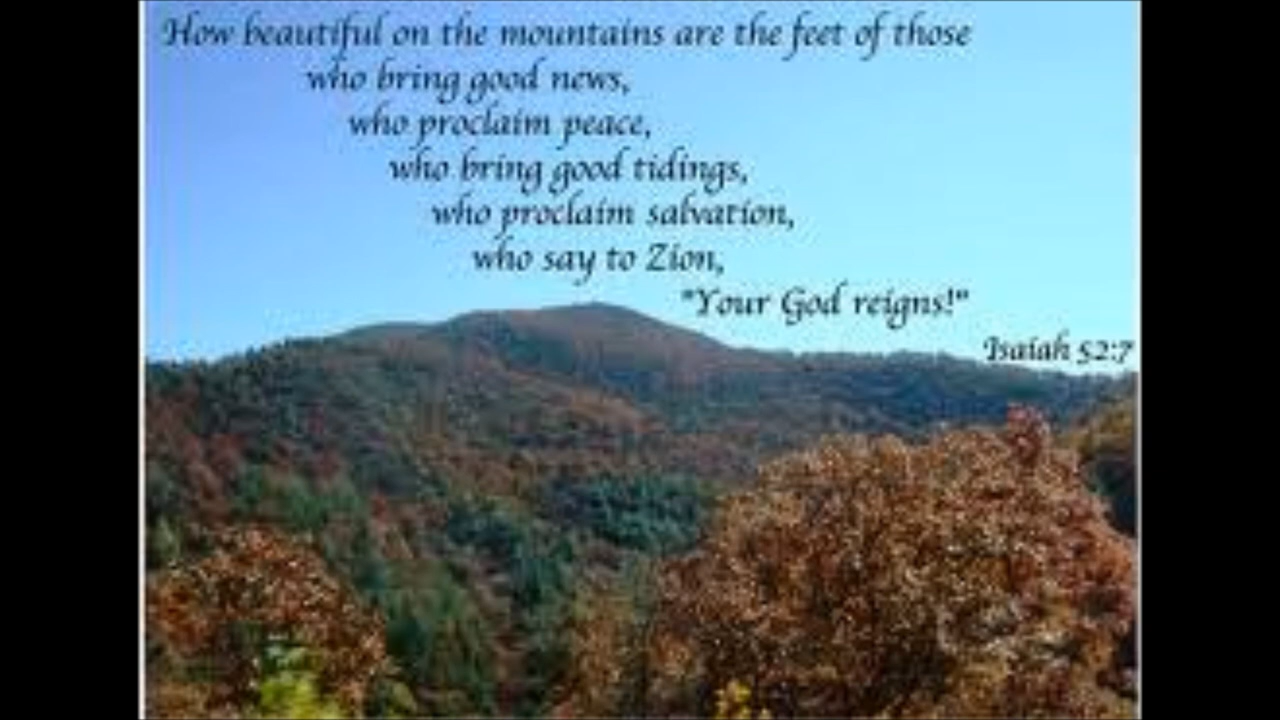 How beautiful on the mountains are the feet of those
who bring good news,
who proclaim peace,
who bring good tidings,
who proclaim salvation,
who say to Zion,
"Your God reigns!"
Isaiah 52:7